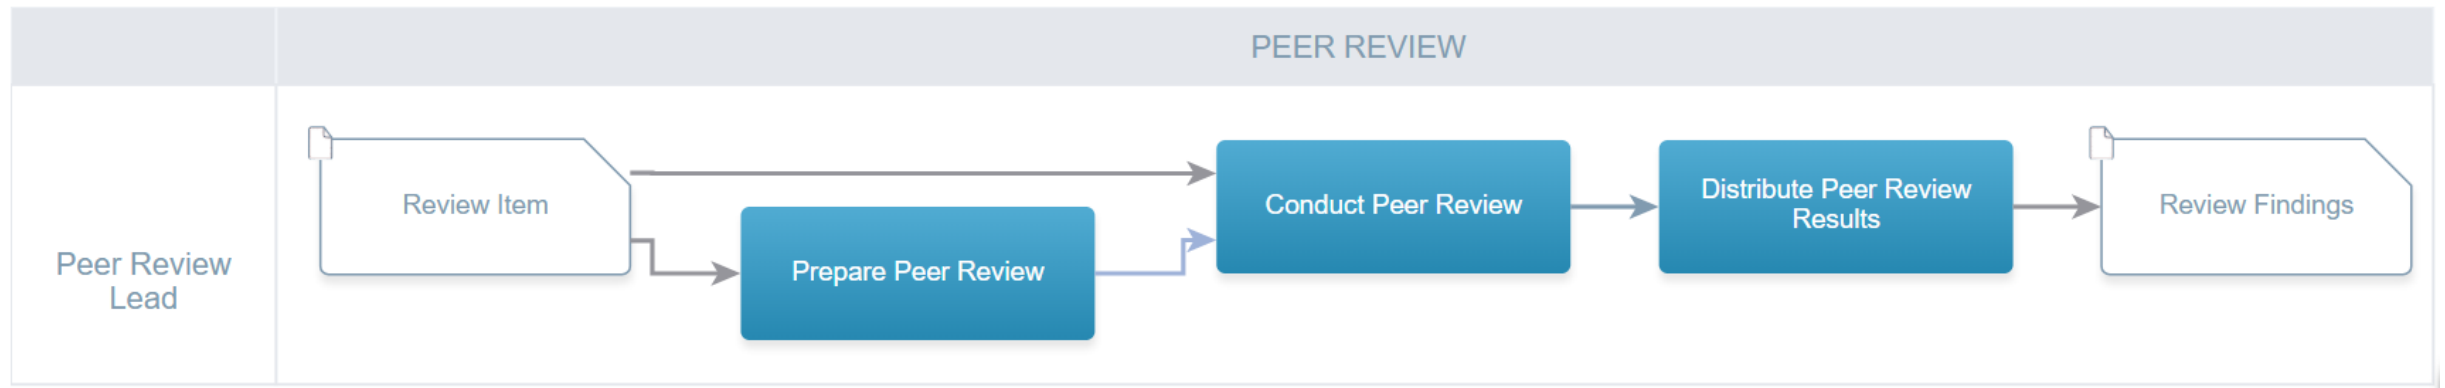 PEER REVIEW
Peer Review
Lead
Review Item
Prepare Peer Review
Conduct Peer Review
Distribute Peer Review
Results
Review Findings